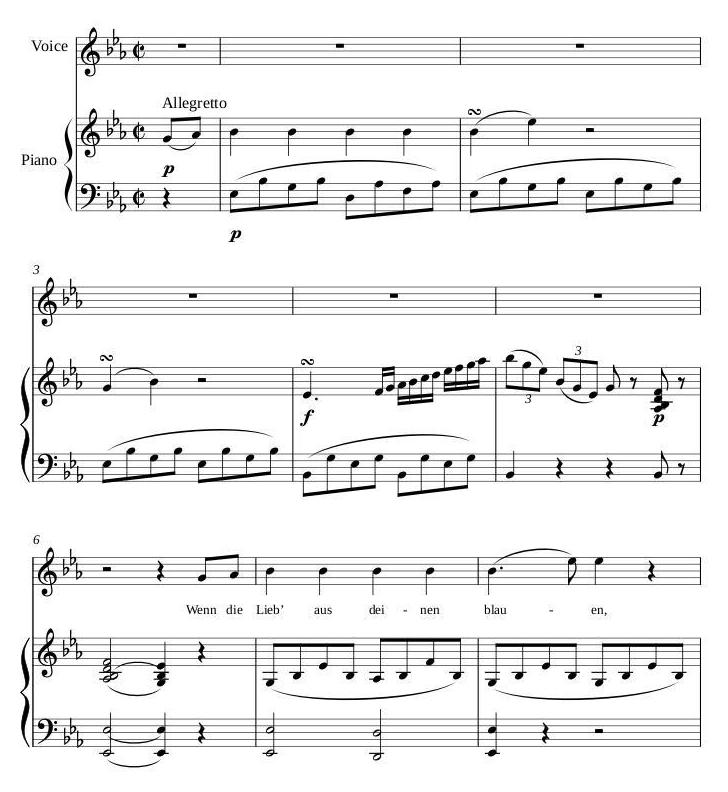 Voice
Allegretto
p
Piano
p
3
3
f
3
p
6
Wenn die Lieb’ aus dei - nen blau - en,